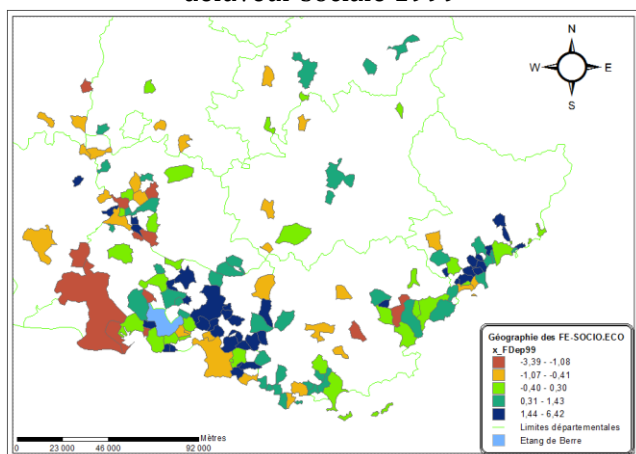 N
W E
S
Géographie des FE-SOCIO.ECO
x_FDep99
-3,39 - -1,08
-1,07 - -0,41
-0,40 - 0,30
0,31 - 1,43
1,44 - 6,42
Limites départementales
Etang de Berre
Mètres
0 23 000 46 000 92 000